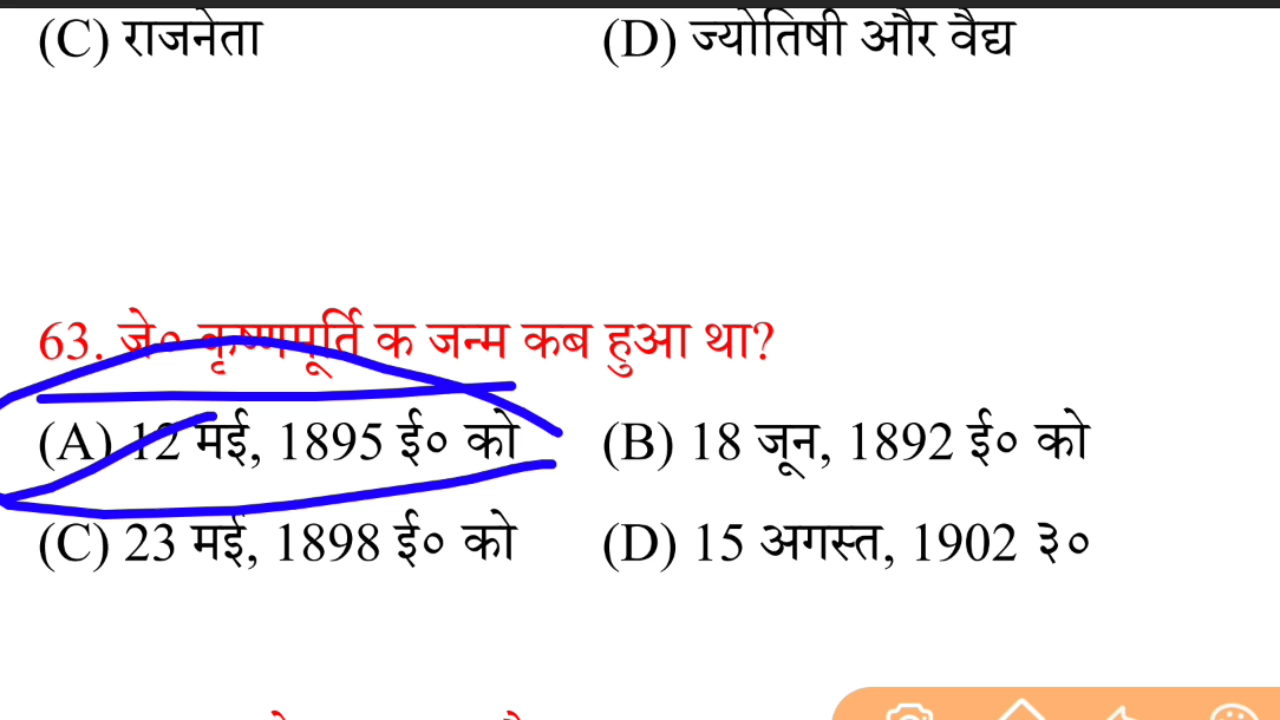 (C) राजनेता (D) ज्योतिषी और वैद्य
63. जे० कृष्णमूर्ति क जन्म कब हुआ था?
(A) 12 मई, 1895 ई० को (B) 18 जून, 1892 ई० को
(C) 23 मई, 1898 ई० को (D) 15 अगस्त, 1902 ३०